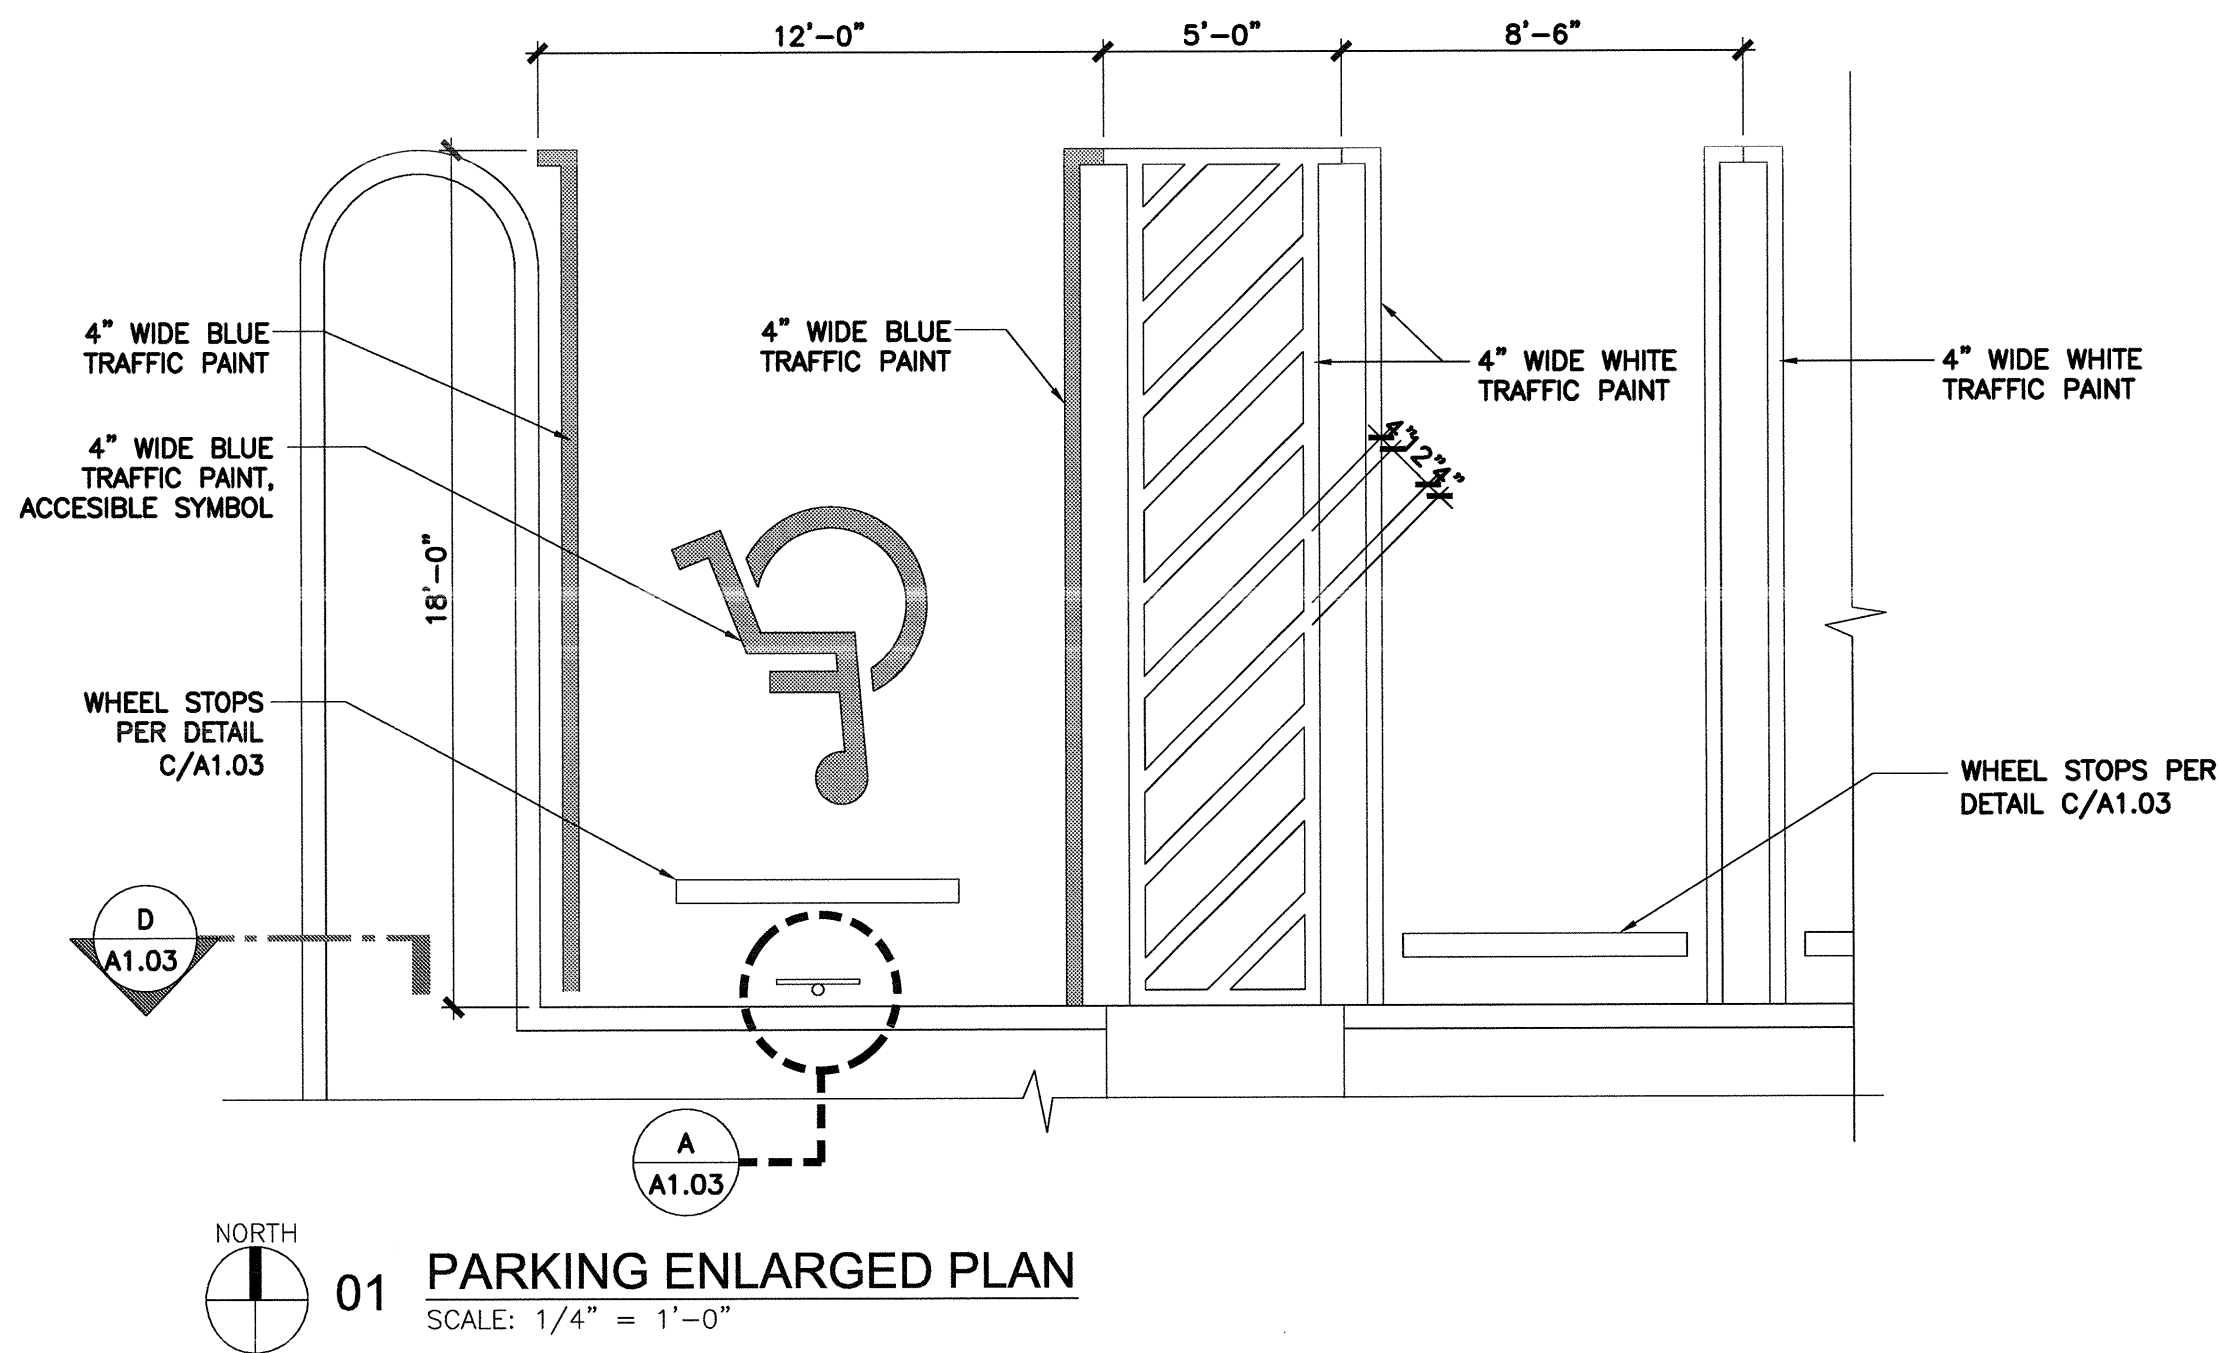 12'-0"
5'-0"
8'-6"
4" WIDE BLUE
TRAFFIC PAINT
4" WIDE BLUE
TRAFFIC PAINT
4" WIDE WHITE
TRAFFIC PAINT
4" WIDE WHITE
TRAFFIC PAINT
4" WIDE BLUE
TRAFFIC PAINT,
ACCESIBLE SYMBOL
4"
12"
4"
18'-0"
WHEEL STOPS
PER DETAIL
C/A1.03
WHEEL STOPS PER
DETAIL C/A1.03
D
A1.03
A
A1.03
NORTH
01
PARKING ENLARGED PLAN
SCALE: 1/4" = 1'-0"